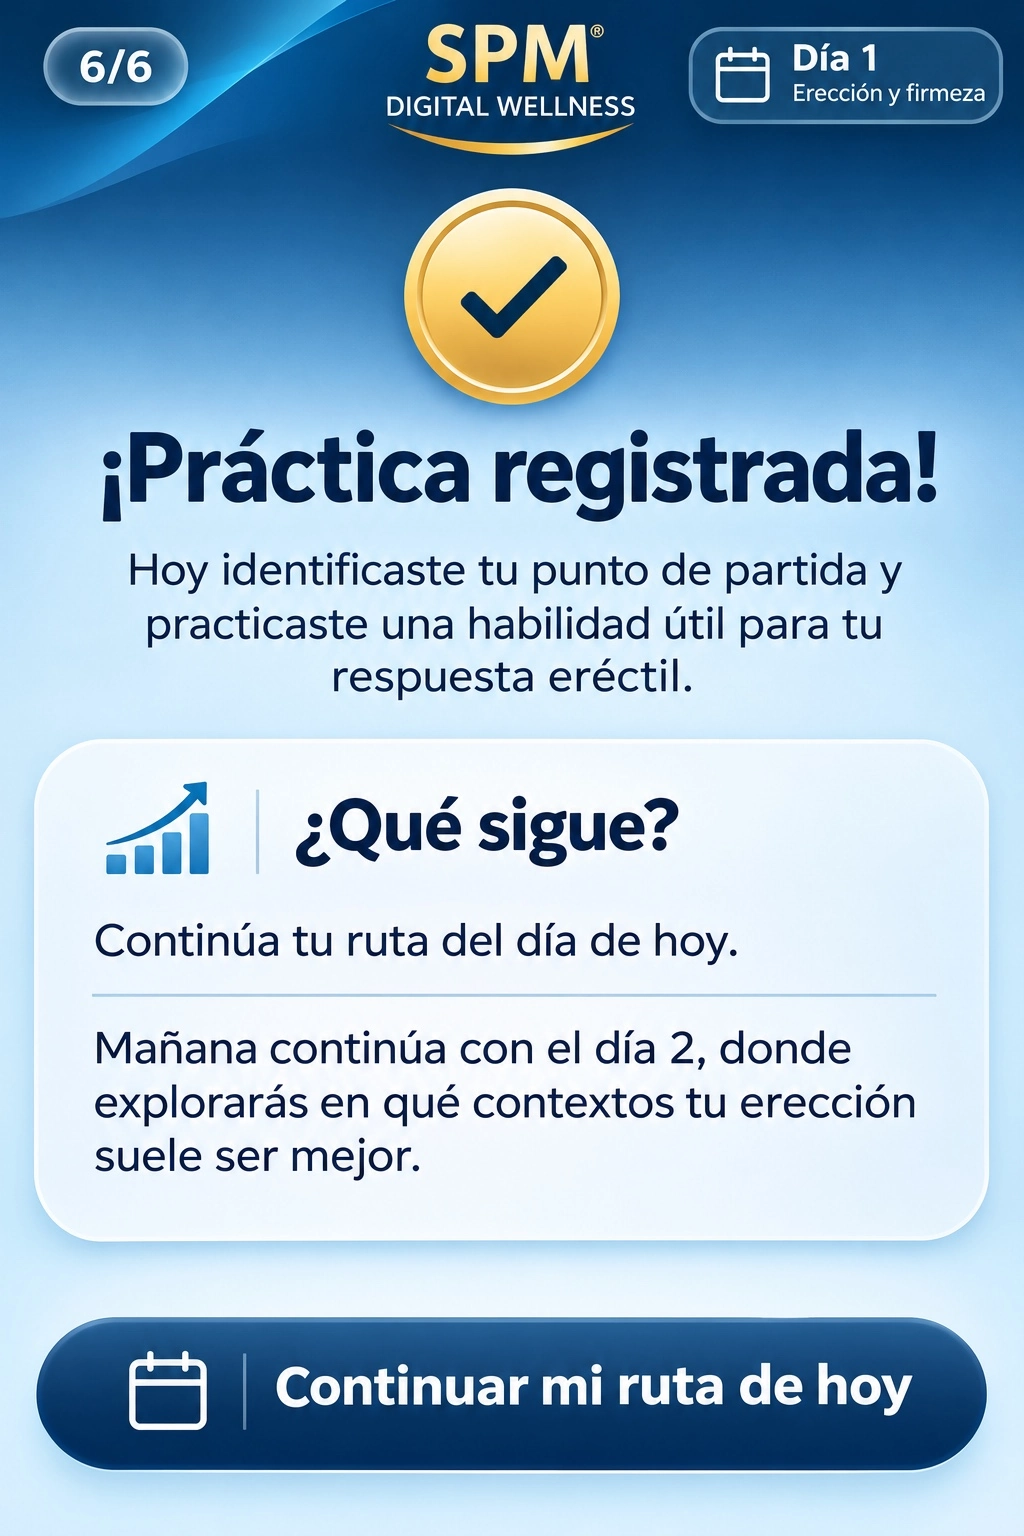 6/6
SPM®
DIGITAL WELLNESS
Día 1
Erección y firmeza
¡Práctica registrada!
Hoy identificaste tu punto de partida y
practicaste una habilidad útil para tu
respuesta eréctil.
¿Qué sigue?
Continúa tu ruta del día de hoy.
Mañana continúa con el día 2, donde
explorarás en qué contextos tu erección
suele ser mejor.
Continuar mi ruta de hoy